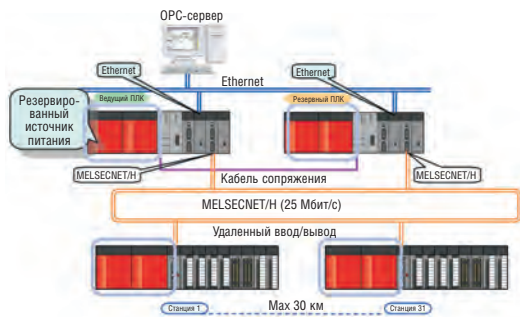 ОРС-сервер
Ethernet
Ethernet
Ethernet
Ведущий ПЛК
Резервный ПЛК
Резервиро-
ванный
источник
питания
MELSECNET/H
MELSECNET/H
Кабель сопряжения
MELSECNET/H (25 Мбит/с)
Удаленный ввод/вывод
Станция 1
Max 30 км
Станция 31